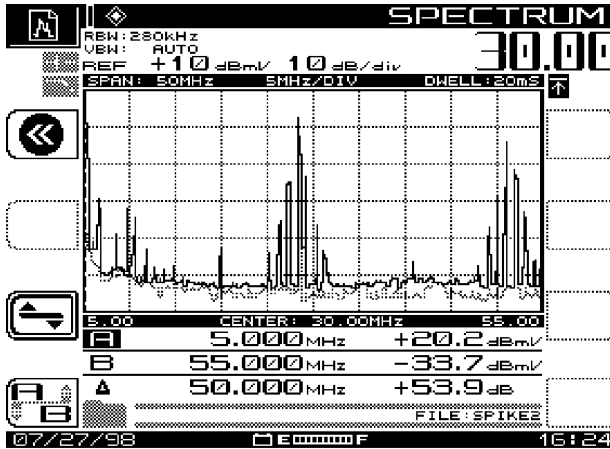 SPECTRUM
RBW:280kHz
VBW: AUTO
REF +10 dBmV 10 dB/div
30.00
SPAN: 50MHz 5MHz/DIV DWELL:20mS
5.00 CENTER: 30.00MHz 55.00
A 5.000MHz +20.2dBmV
B 55.000MHz -33.7dBmV
Δ 50.000MHz +53.9dB
A B
FILE:SPIKE2
07/27/98 E F 16:24